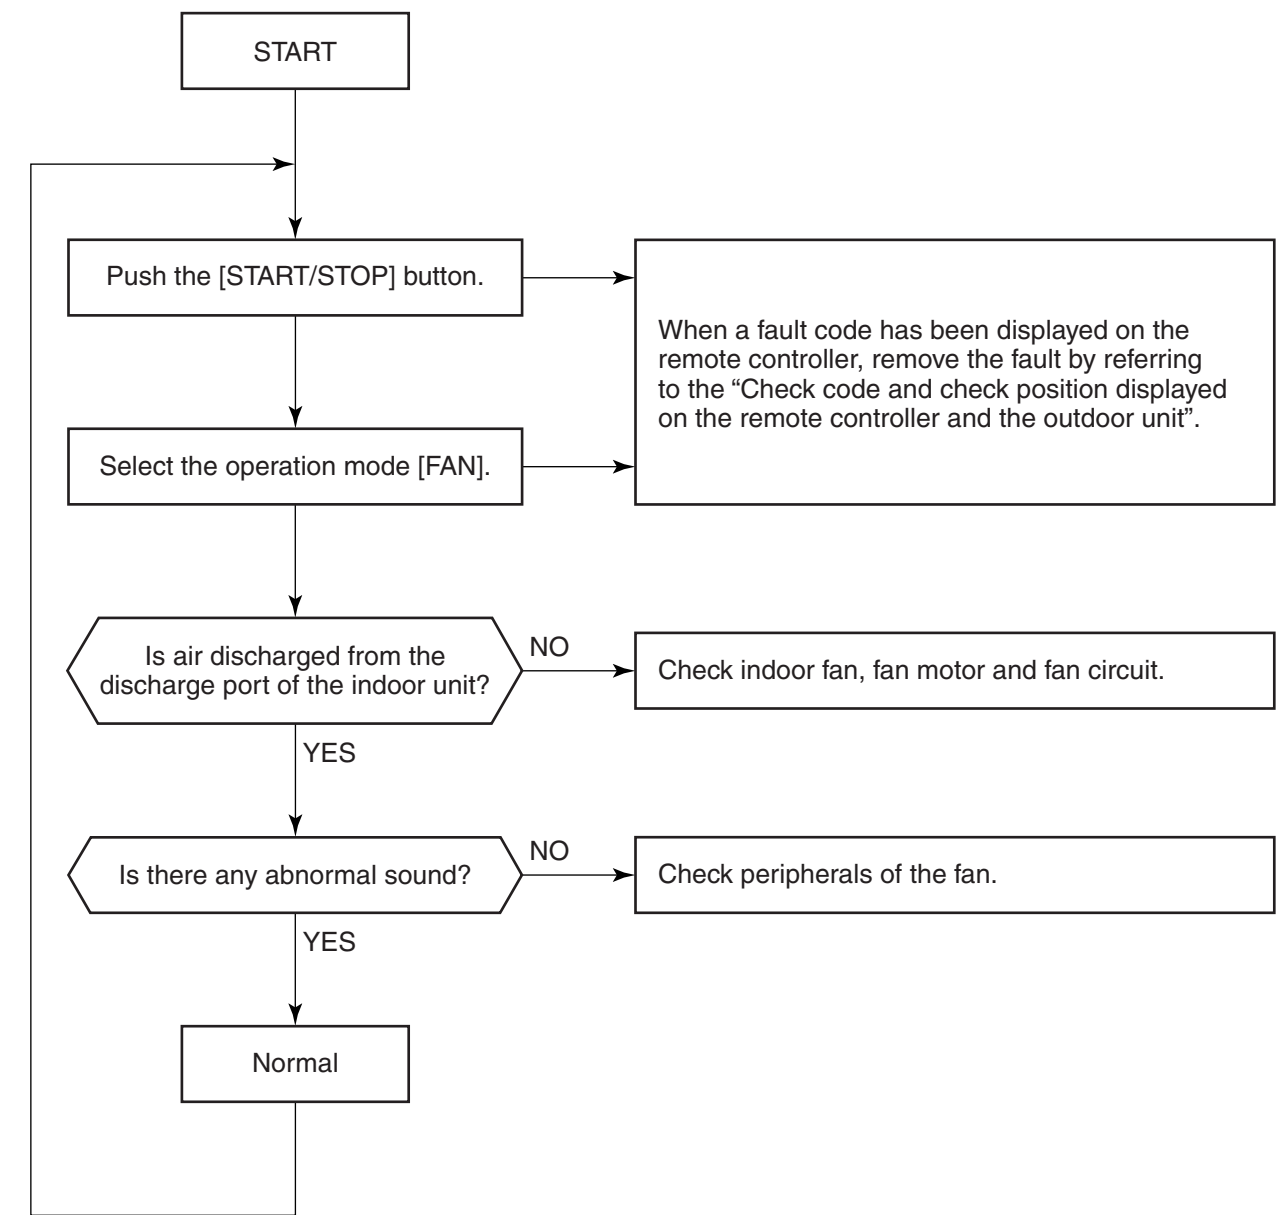 START
Push the [START/STOP] button.
When a fault code has been displayed on the
remote controller, remove the fault by referring
to the “Check code and check position displayed
on the remote controller and the outdoor unit”.
Select the operation mode [FAN].
Is air discharged from the
discharge port of the indoor unit?
NO
Check indoor fan, fan motor and fan circuit.
YES
Is there any abnormal sound?
NO
Check peripherals of the fan.
YES
Normal